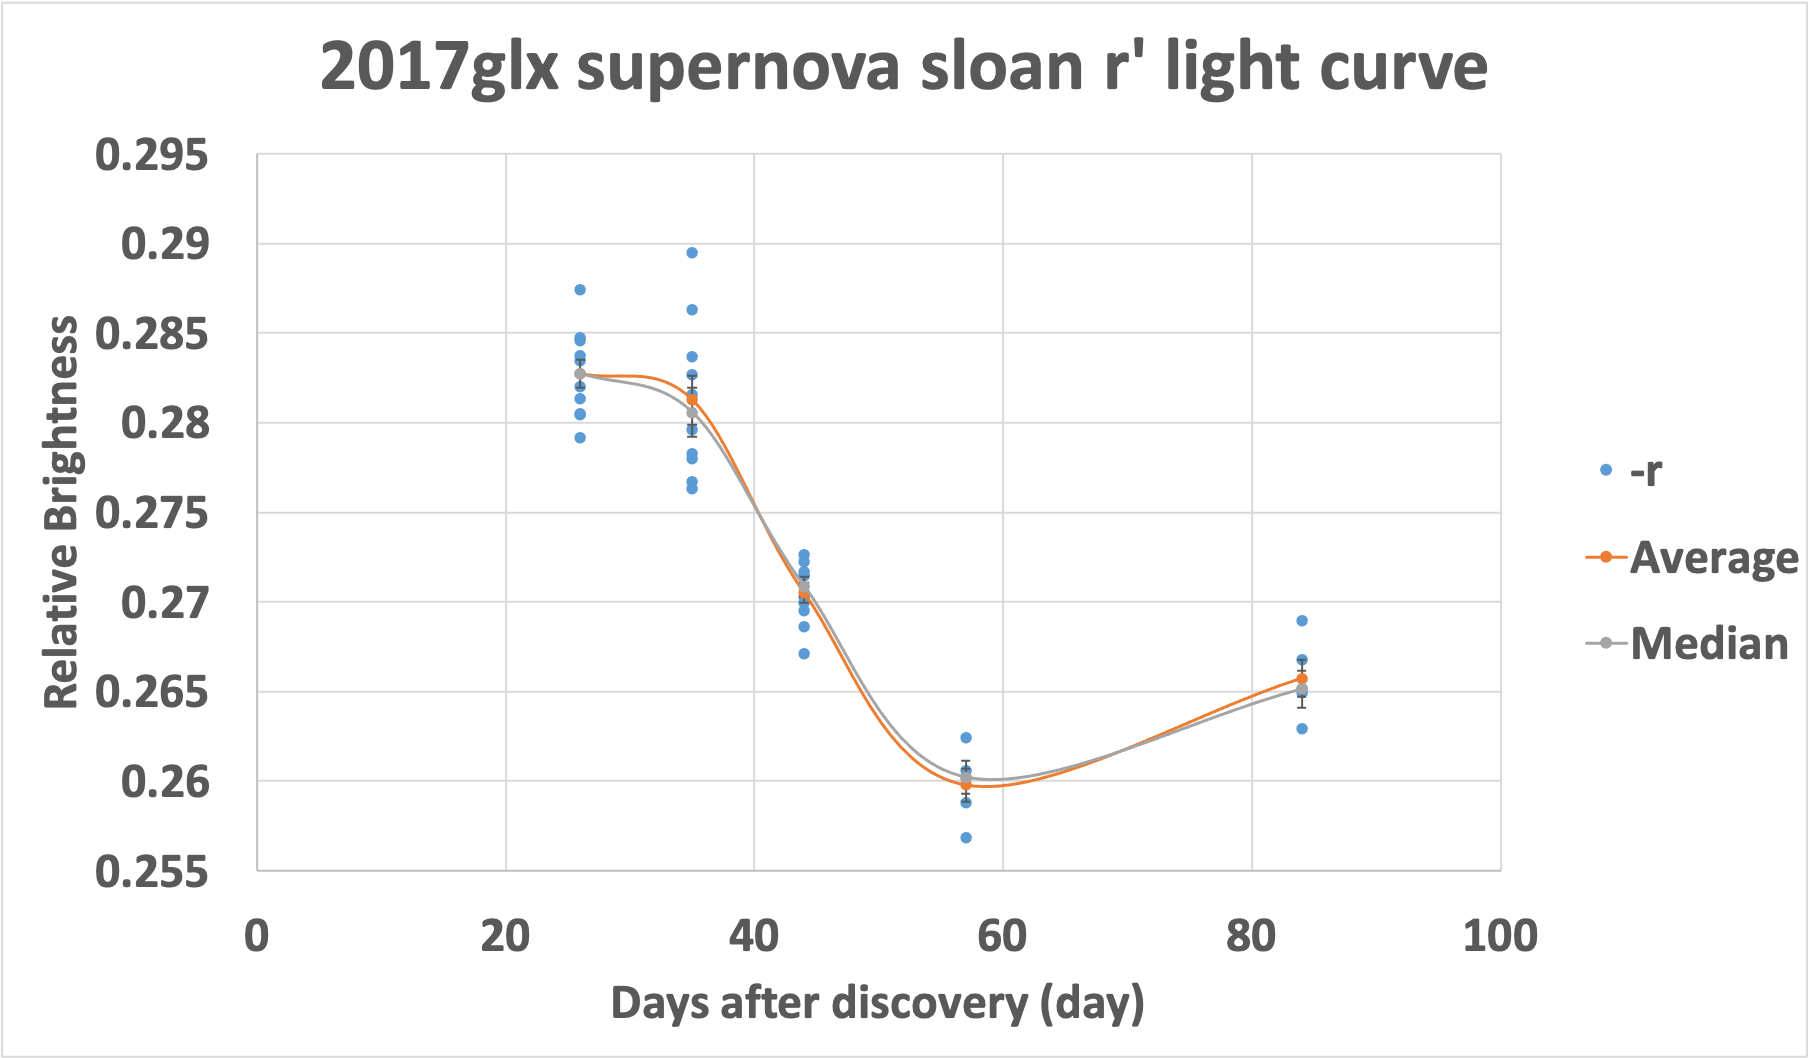 2017glx supernova sloan r' light curve
0.295
0.29
0.285
0.28
0.275
0.27
0.265
0.26
0.255
Relative Brightness
0 20 40 60 80 100
Days after discovery (day)
-r
Average
Median